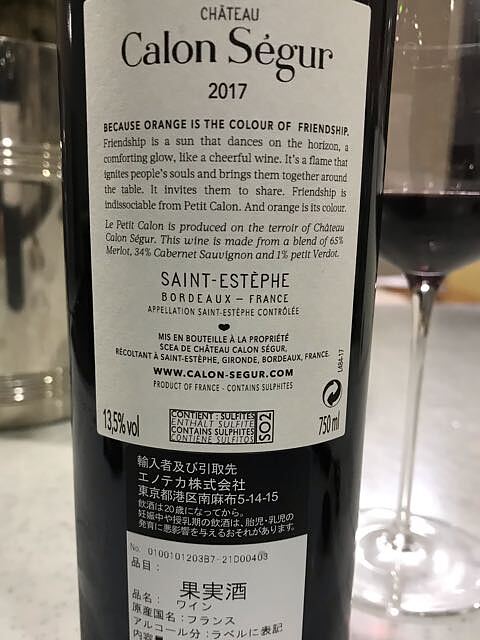 CHÂTEAU
Calon Ségur
2017
BECAUSE ORANGE IS THE COLOUR OF FRIENDSHIP.
Friendship is a sun that dances on the horizon, a
comforting glow, like a cheerful wine. It's a flame that
ignites people's souls and brings them together around
the table. It invites them to share. Friendship is
indissociable from Petit Calon. And orange is its colour.
Le Petit Calon is produced on the terroir of Château
Calon Ségur. This wine is made from a blend of 65%
Merlot, 34% Cabernet Sauvignon and 1% petit Verdot.
SAINT-ESTÈPHE
BORDEAUX – FRANCE
APPELLATION SAINT-ESTÈPHE CONTRÔLÉE
MIS EN BOUTEILLE À LA PROPRIÉTÉ
SCEA DE CHÂTEAU CALON SÉGUR,
RÉCOLTANT À SAINT-ESTÈPHE, GIRONDE, BORDEAUX, FRANCE.
WWW.CALON-SEGUR.COM
PRODUCT OF FRANCE - CONTAINS SULPHITES
L484-17
13,5%vol
CONTIENT : SULFITES
ENTHÄLT SULFITE
CONTAINS SULPHITES
CONTIENE SULFITOS
SO2
750 ml
輸入者及び引取先
エノテカ株式会社
東京都港区南麻布5-14-15
飲酒は20歳になってから。
妊娠中や授乳期の飲酒は、胎児・乳児の
発育に悪影響を与えるおそれがあります。
No. 0100101203B7-21D00403
品目：
果実酒
品名： ワイン
原産国名：フランス
アルコール分：ラベルに表記